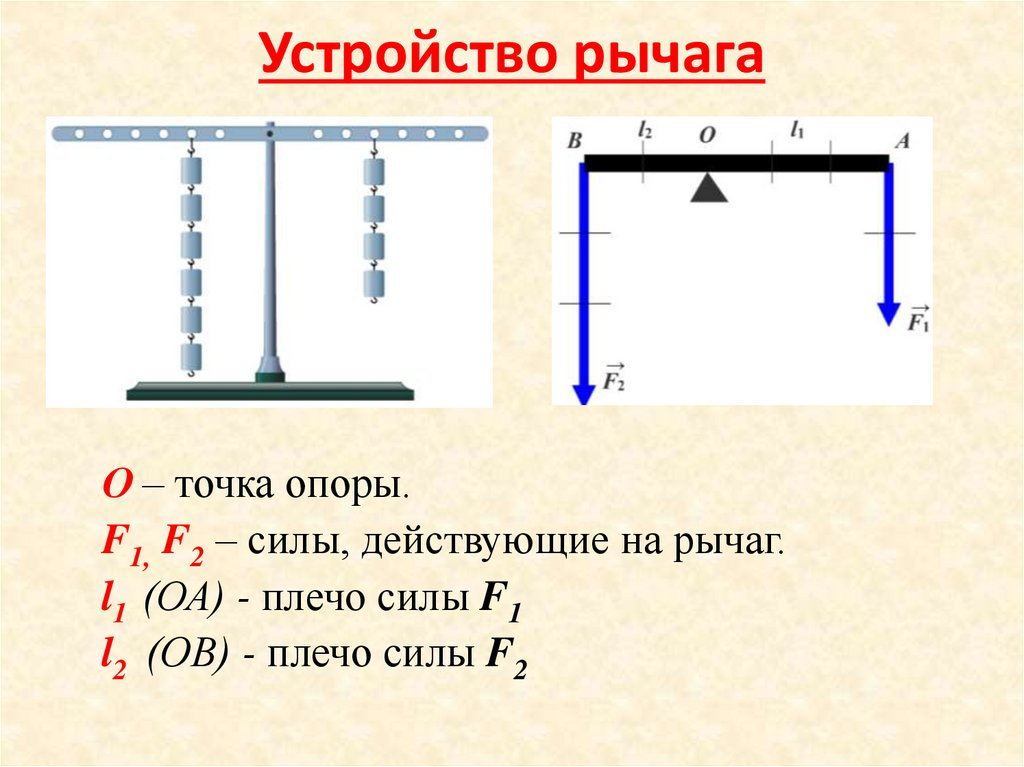 Устройство рычага
B l₂ O l₁ A
F₁
F₂
O – точка опоры.
F₁, F₂ – силы, действующие на рычаг.
l₁ (OA) - плечо силы F₁
l₂ (OB) - плечо силы F₂